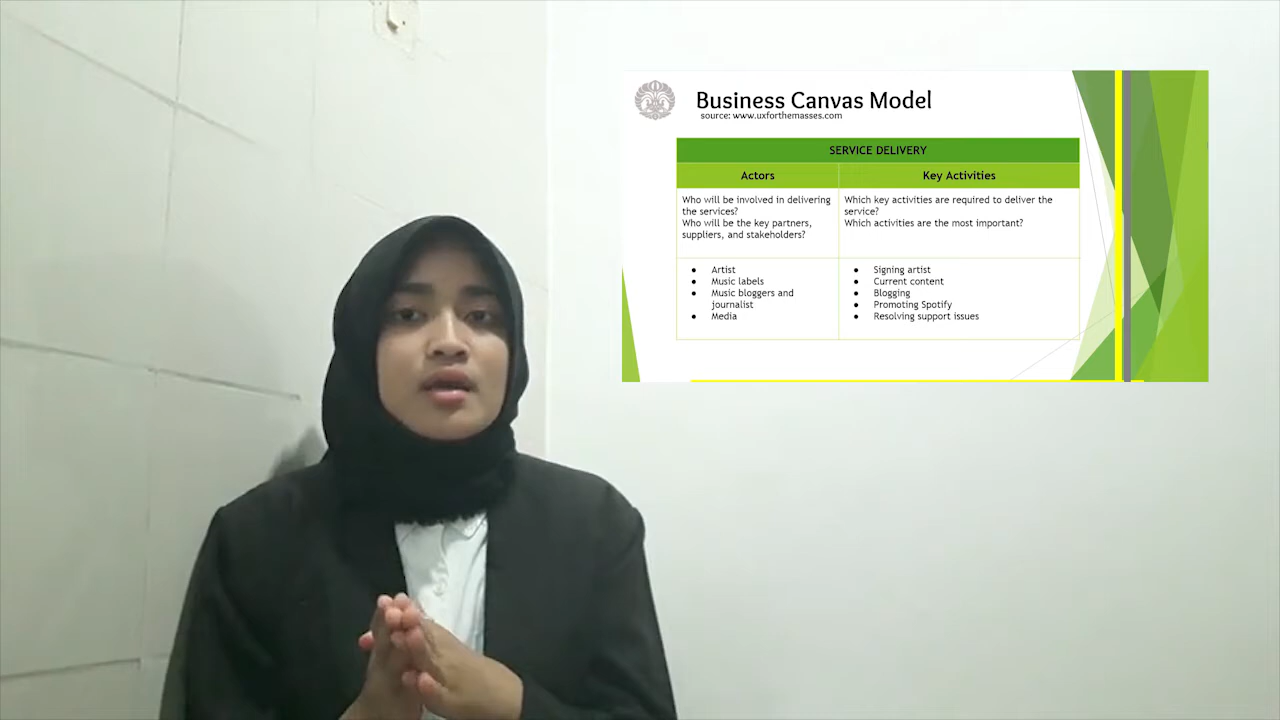 Business Canvas Model
source: www.uxforthemasses.com
SERVICE DELIVERY
Actors
Key Activities
Who will be involved in delivering
the services?
Who will be the key partners,
suppliers, and stakeholders?
Which key activities are required to deliver the
service?
Which activities are the most important?
● Artist
● Music labels
● Music bloggers and
journalist
● Media
● Signing artist
● Current content
● Blogging
● Promoting Spotify
● Resolving support issues